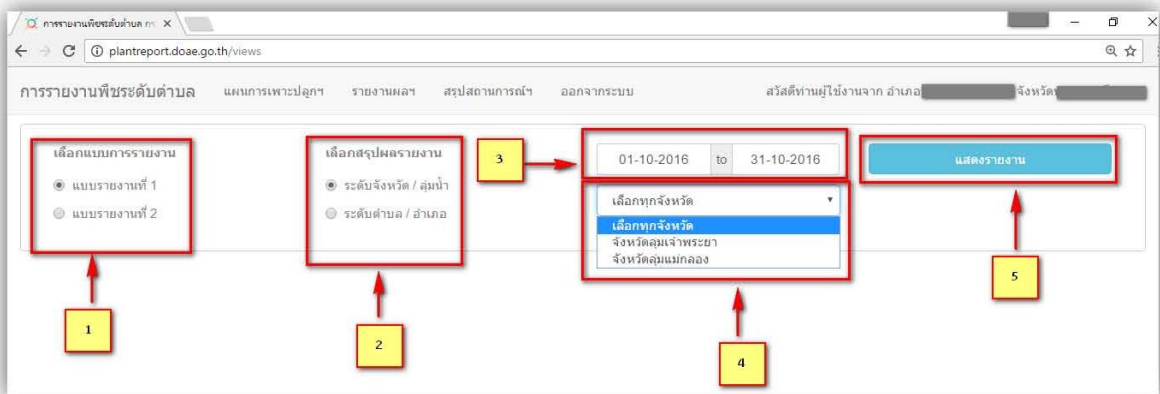 การรายงานพืชระดับตำบล กร
plantreport.doae.go.th/views
การรายงานพืชระดับตำบล แผนการเพาะปลูกฯ รายงานผลฯ สรุปสถานการณ์ฯ ออกจากระบบ สวัสดีท่านผู้ใช้งานจาก อำเภอ จังหวัด
เลือกแบบการรายงาน
แบบรายงานที่ 1
แบบรายงานที่ 2
1
เลือกสรุปผลรายงาน
ระดับจังหวัด / ลุ่มน้ำ
ระดับตำบล / อำเภอ
2
3
01-10-2016 to 31-10-2016
เลือกทุกจังหวัด
เลือกทุกจังหวัด
จังหวัดลุ่มเจ้าพระยา
จังหวัดลุ่มแม่กลอง
4
แสดงรายงาน
5